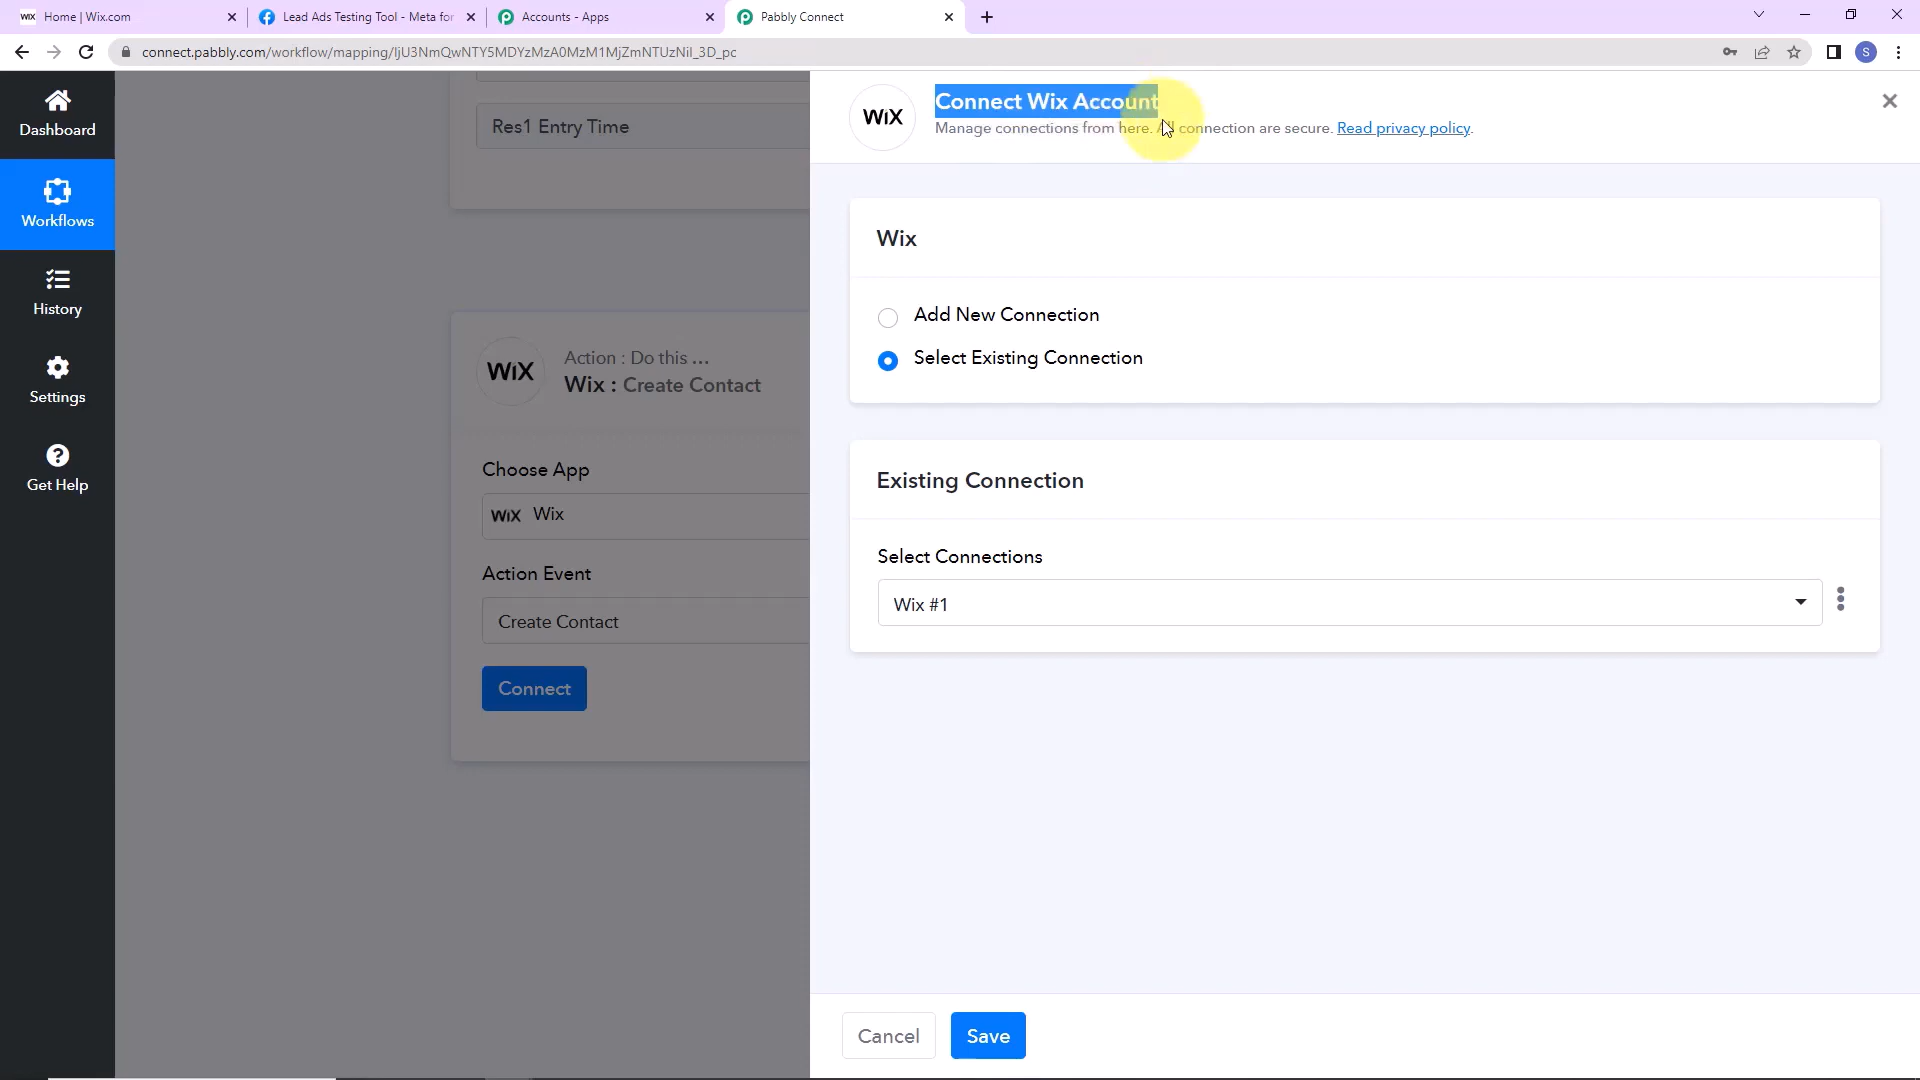 WiX Home | Wix.com
Lead Ads Testing Tool - Meta for
Accounts - Apps
Pabbly Connect
connect.pabbly.com/workflow/mapping/IjU3NmQwNTY5MDYzMzA0MzM1MjZmNTUzNiI_3D_pc
S
Dashboard
Workflows
History
Settings
Get Help
Res1 Entry Time
WiX
Action : Do this ...
Wix : Create Contact
Choose App
WiX Wix
Action Event
Create Contact
Connect
WiX
Connect Wix Account
Manage connections from here. All connection are secure. Read privacy policy.
Wix
Add New Connection
Select Existing Connection
Existing Connection
Select Connections
Wix #1
Cancel
Save